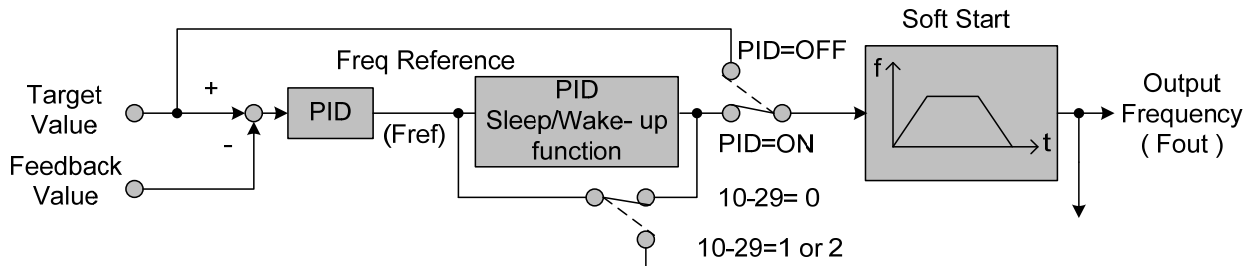 Soft Start
PID=OFF
Freq Reference
f
Target
Value
+
-
PID
(Fref)
PID
Sleep/Wake- up
function
PID=ON
t
Output
Frequency
( Fout )
Feedback
Value
10-29= 0
10-29=1 or 2